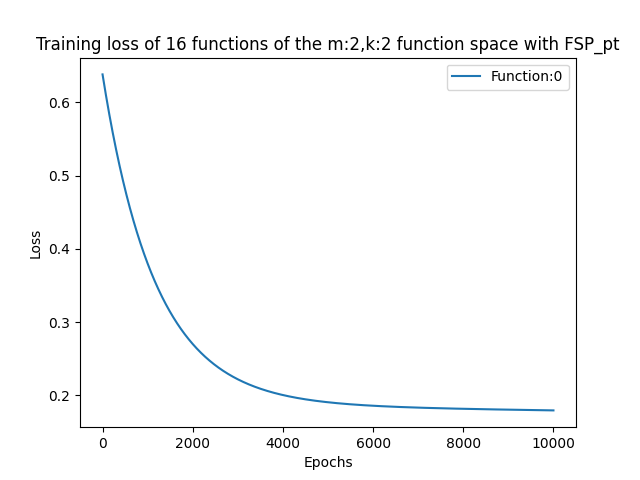 Training loss of 16 functions of the m:2,k:2 function space with FSP_pt
Function:0
Loss
0.6
0.5
0.4
0.3
0.2
0
2000
4000
6000
8000
10000
Epochs